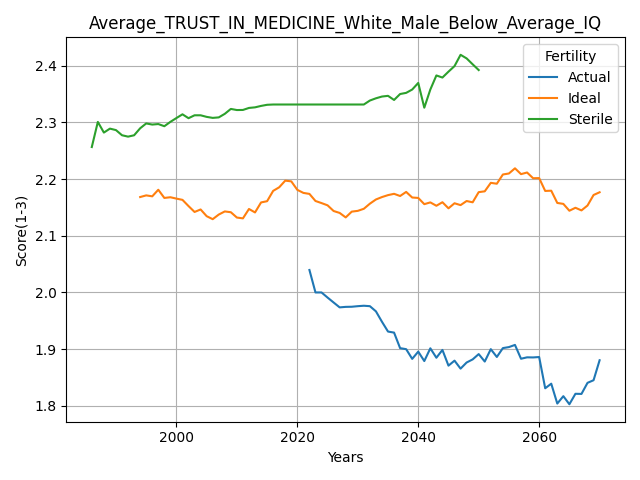 Average_TRUST_IN_MEDICINE_White_Male_Below_Average_IQ
Fertility
Actual
Ideal
Sterile
Score(1-3)
2.4
2.3
2.2
2.1
2.0
1.9
1.8
2000
2020
2040
2060
Years